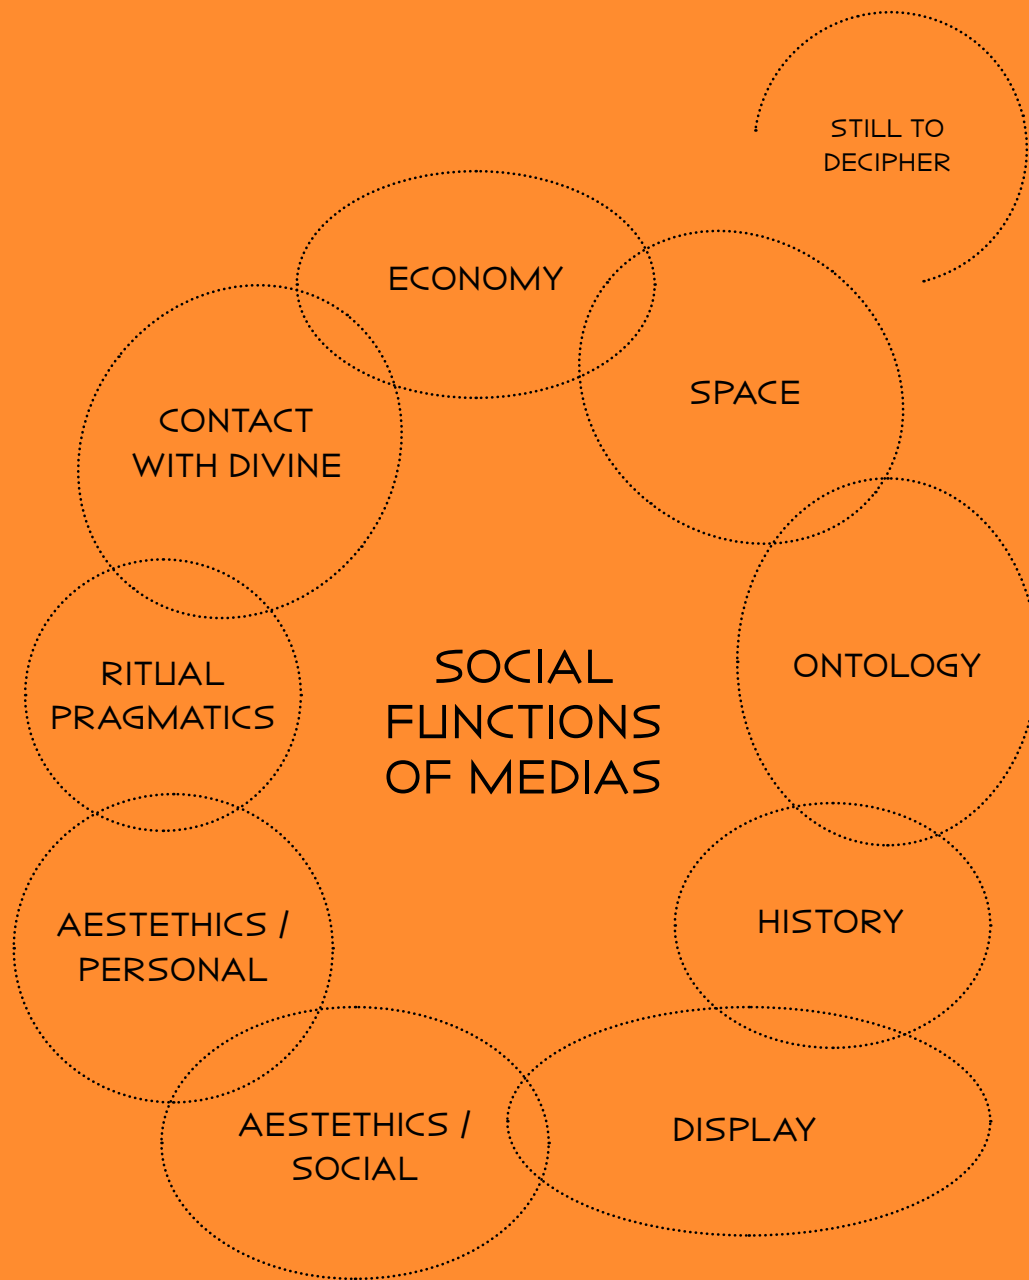 STILL TO
DECIPHER
ECONOMY
SPACE
CONTACT
WITH DIVINE
ONTOLOGY
RITUAL
PRAGMATICS
SOCIAL
FUNCTIONS
OF MEDIAS
HISTORY
AESTETHICS /
PERSONAL
AESTETHICS /
SOCIAL
DISPLAY